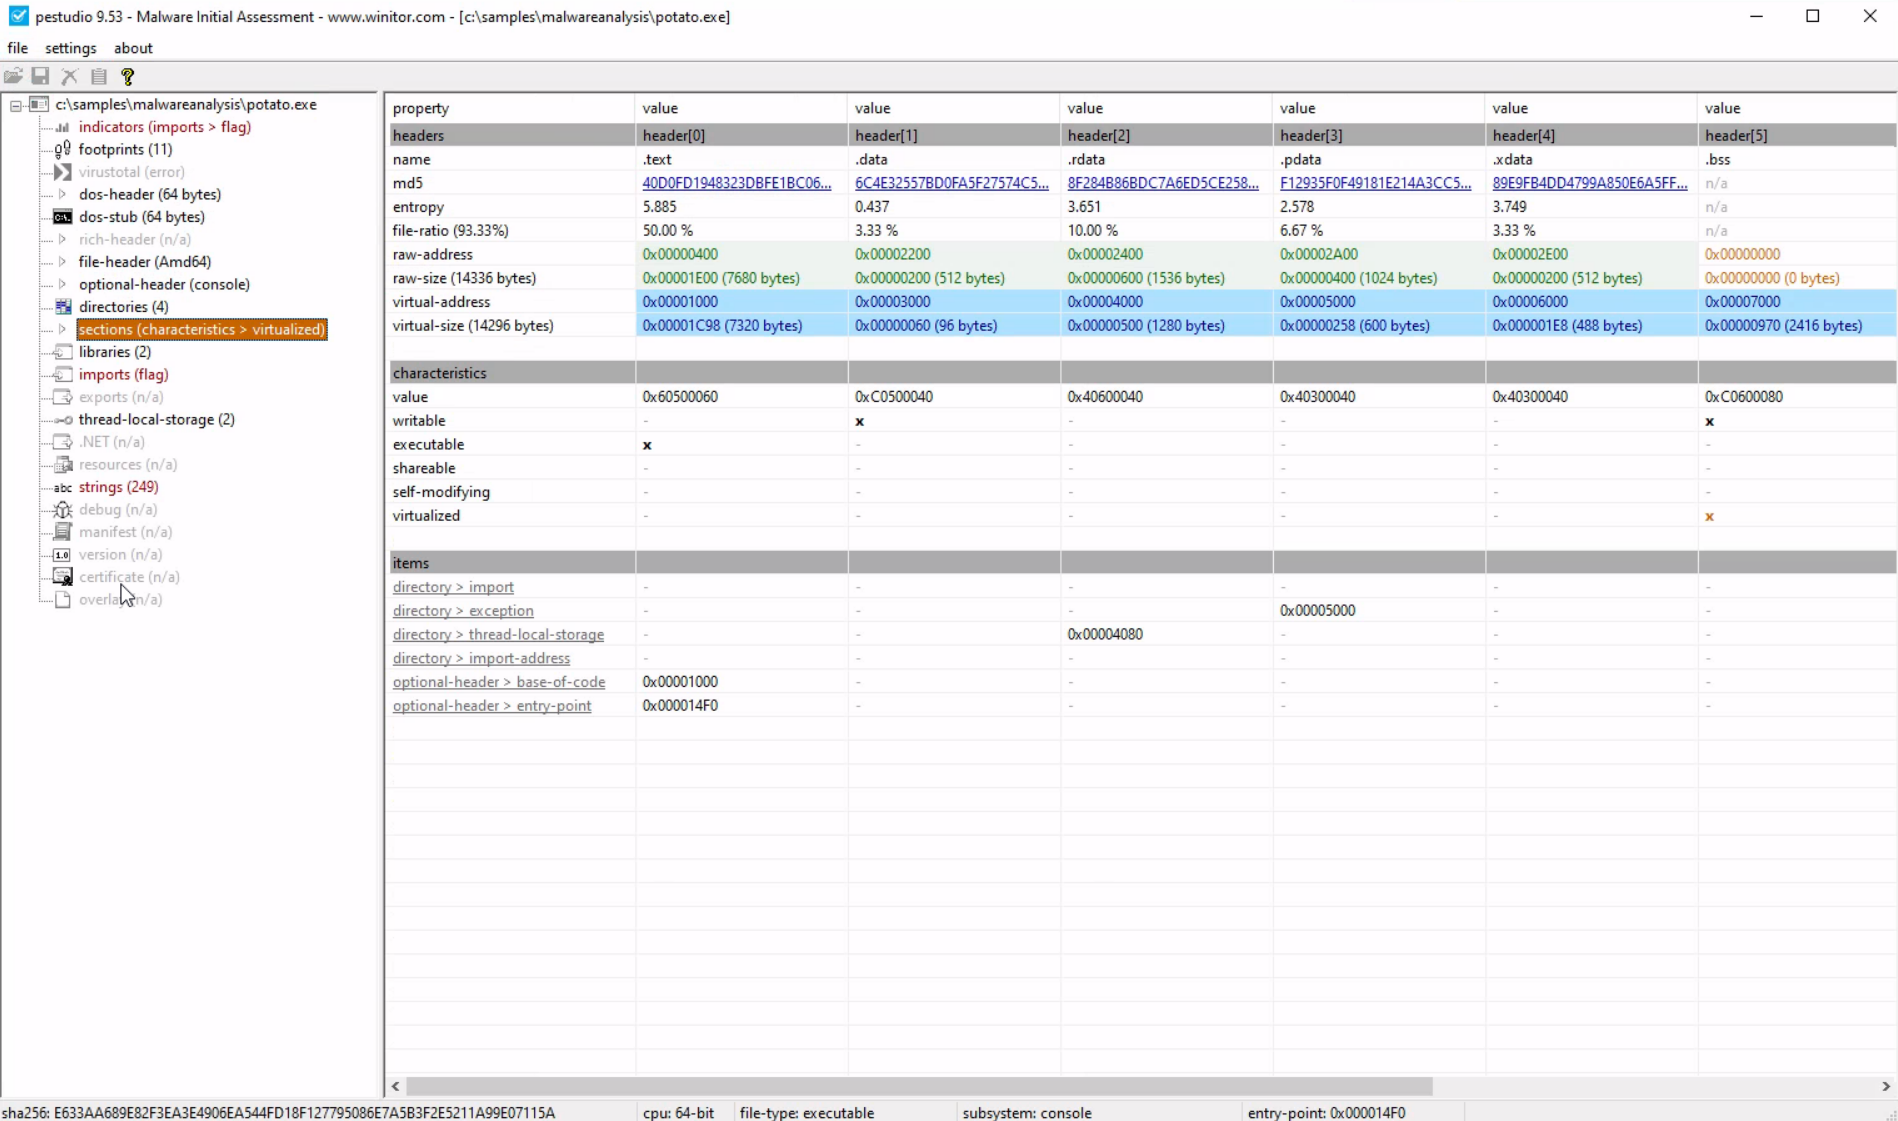 pestudio 9.53 - Malware Initial Assessment - www.winitor.com - [c:\samples\malwareanalysis\potato.exe]
file settings about
c:\samples\malwareanalysis\potato.exe
indicators (imports > flag)
footprints (11)
virustotal (error)
dos-header (64 bytes)
dos-stub (64 bytes)
rich-header (n/a)
file-header (Amd64)
optional-header (console)
directories (4)
sections (characteristics > virtualized)
libraries (2)
imports (flag)
exports (n/a)
thread-local-storage (2)
.NET (n/a)
resources (n/a)
abc strings (249)
debug (n/a)
manifest (n/a)
1.0 version (n/a)
certificate (n/a)
n/a)
property value value value value value value
headers header[0] header[1] header[2] header[3] header[4] header[5]
name .text .data .rdata .pdata .xdata .bss
md5 40D0FD1948323DBFE1BC06... 6C4E32557BD0FA5F27574C5... 8F284B86BDC7A6ED5CE258... F12935F0F49181E214A3CC5... 89E9FB4DD4799A850E6A5FF... n/a
entropy 5.885 0.437 3.651 2.578 3.749 n/a
file-ratio (93.33%) 50.00 % 3.33 % 10.00 % 6.67 % 3.33 % n/a
raw-address 0x00000400 0x00002200 0x00002400 0x00002A00 0x00002E00 0x00000000
raw-size (14336 bytes) 0x00001E00 (7680 bytes) 0x00000200 (512 bytes) 0x00000600 (1536 bytes) 0x00000400 (1024 bytes) 0x00000200 (512 bytes) 0x00000000 (0 bytes)
virtual-address 0x00001000 0x00003000 0x00004000 0x00005000 0x00006000 0x00007000
virtual-size (14296 bytes) 0x00001C98 (7320 bytes) 0x00000060 (96 bytes) 0x00000500 (1280 bytes) 0x00000258 (600 bytes) 0x000001E8 (488 bytes) 0x00000970 (2416 bytes)
characteristics
value 0x60500060 0xC0500040 0x40600040 0x40300040 0x40300040 0xC0600080
writable - x - - - x
executable x - - - - -
shareable - - - - - -
self-modifying - - - - - -
virtualized - - - - - x
items
directory > import - - - - - -
directory > exception - - - 0x00005000 - -
directory > thread-local-storage - - 0x00004080 - - -
directory > import-address - - - - - -
optional-header > base-of-code 0x00001000 - - - - -
optional-header > entry-point 0x000014F0 - - - - -
sha256: E633AA689E82F3EA3E4906EA544FD18F127795086E7A5B3F2E5211A99E07115A cpu: 64-bit file-type: executable subsystem: console entry-point: 0x000014F0